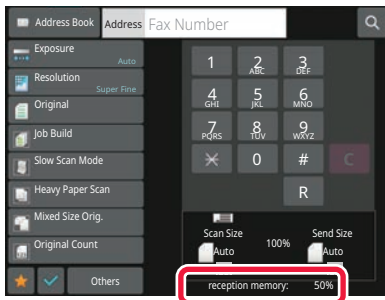 Address Book
Address
Fax Number
Exposure
Auto
Resolution
Super Fine
Original
Job Build
Slow Scan Mode
Heavy Paper Scan
Mixed Size Orig.
Original Count
Others
1
2
ABC
3
DEF
4
GHI
5
JKL
6
MNO
7
PQRS
8
TUV
9
WXYZ
0
#
C
R
Scan Size
Send Size
Auto
100%
Auto
reception memory: 50%